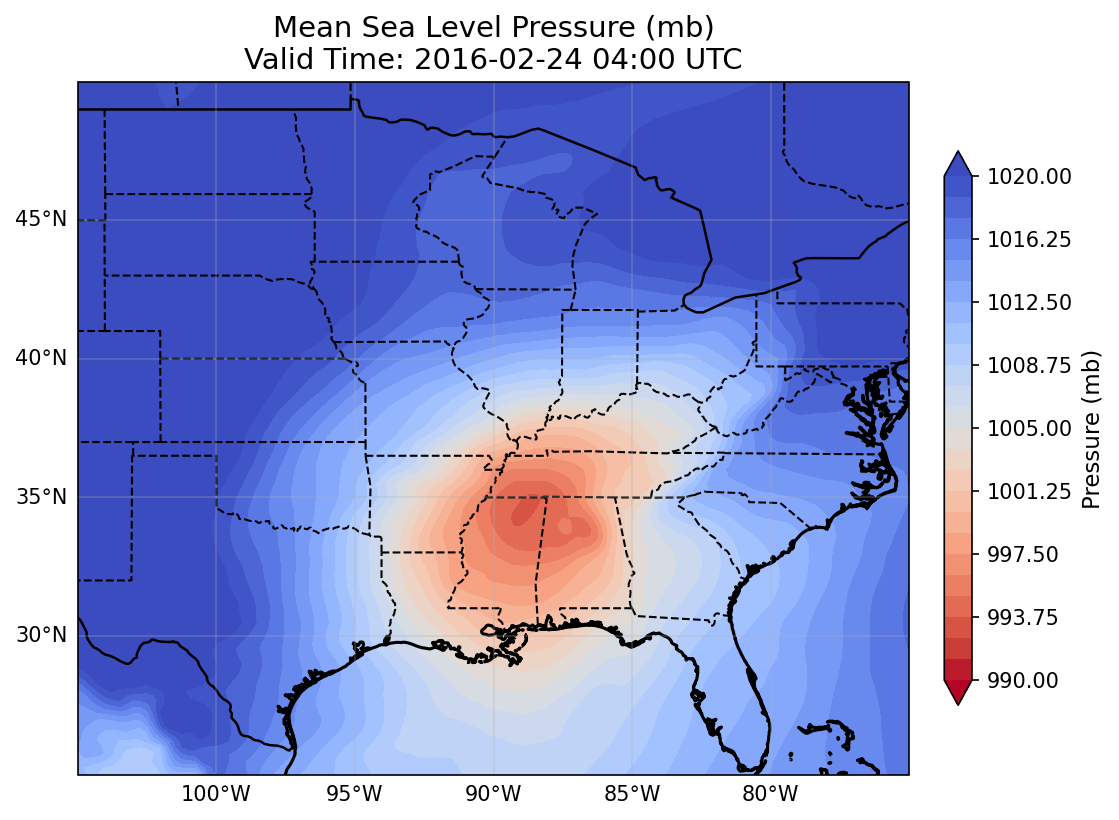 Mean Sea Level Pressure (mb)
Valid Time: 2016-02-24 04:00 UTC
45°N
40°N
35°N
30°N
100°W
95°W
90°W
85°W
80°W
1020.00
1016.25
1012.50
1008.75
1005.00
1001.25
997.50
993.75
990.00
Pressure (mb)